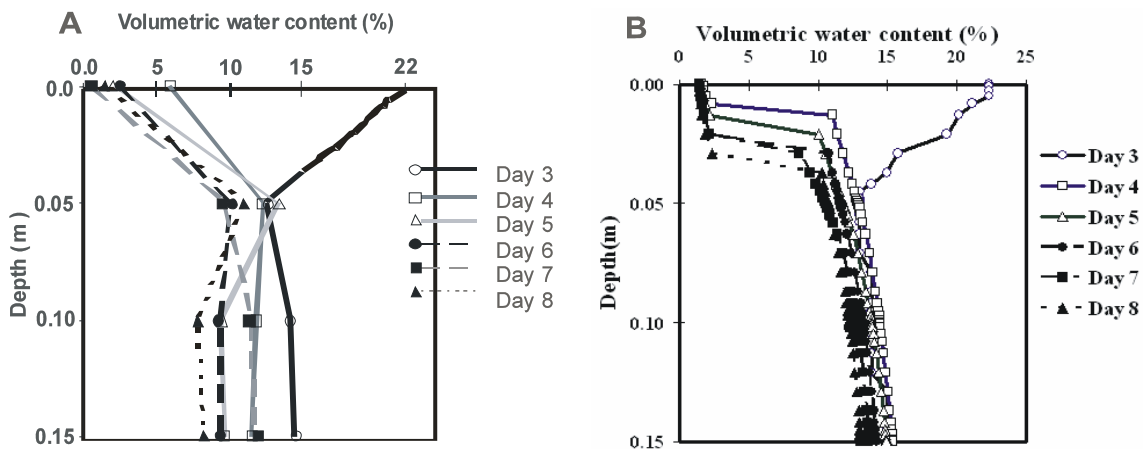 A Volumetric water content (%)
0.0 5 10 15 22
0.0
0.05
0.10
0.15
Depth ( m )
Day 3
Day 4
Day 5
Day 6
Day 7
Day 8
B Volumetric water content (%)
0 5 10 15 20 25
0.00
0.05
0.10
0.15
Depth(m)
Day 3
Day 4
Day 5
Day 6
Day 7
Day 8